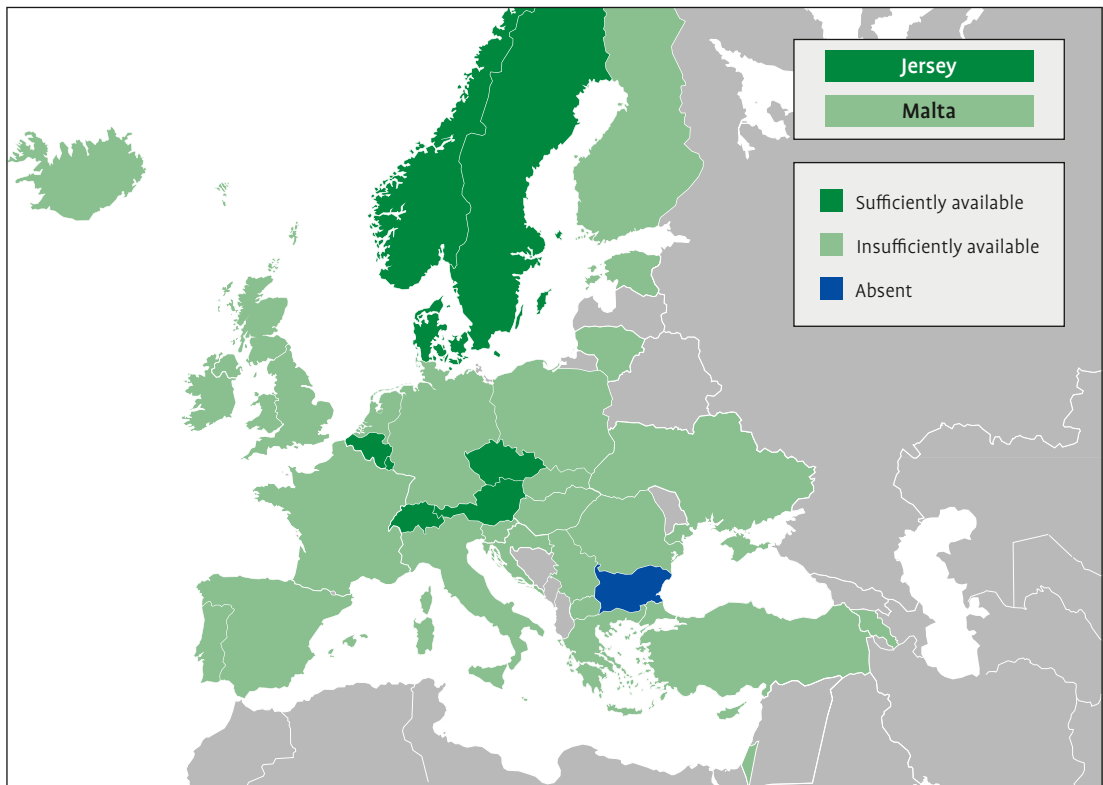 Jersey
Malta
Sufficiently available
Insufficiently available
Absent